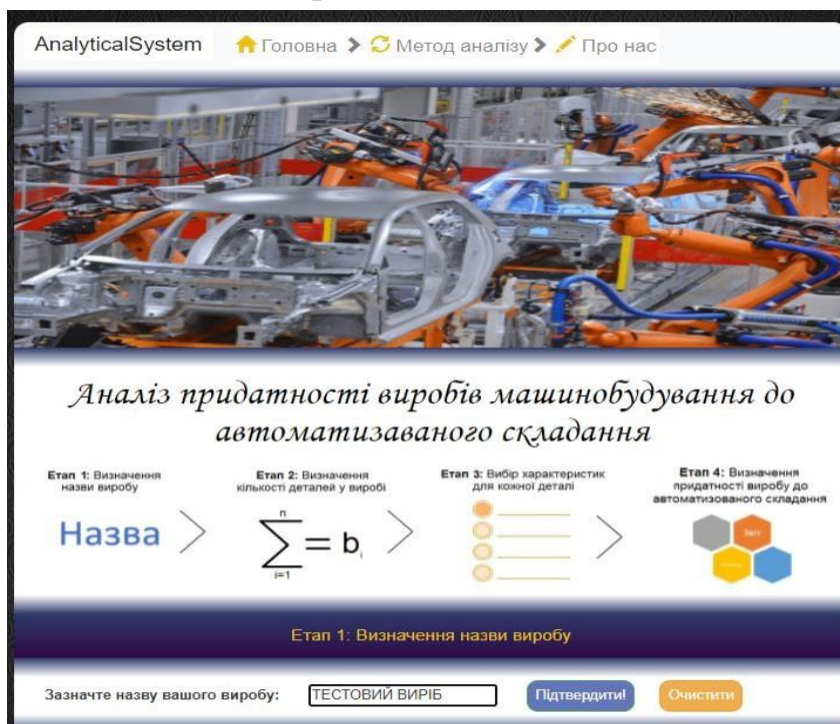 AnalyticalSystem Головна Метод аналізу Про нас
Аналіз придатності виробів машинобудування до
автоматизаваного складання
Етап 1: Визначення
назви виробу
Назва
Етап 2: Визначення
кількості деталей у виробі
n
∑ = b i
i=1
Етап 3: Вибір характеристик
для кожної деталі
Етап 4: Визначення
придатності виробу до
автоматизованого складання
Звіт
Етап 1: Визначення назви виробу
Зазначте назву вашого виробу: ТЕСТОВИЙ ВИРІБ Підтвердити! Очистити